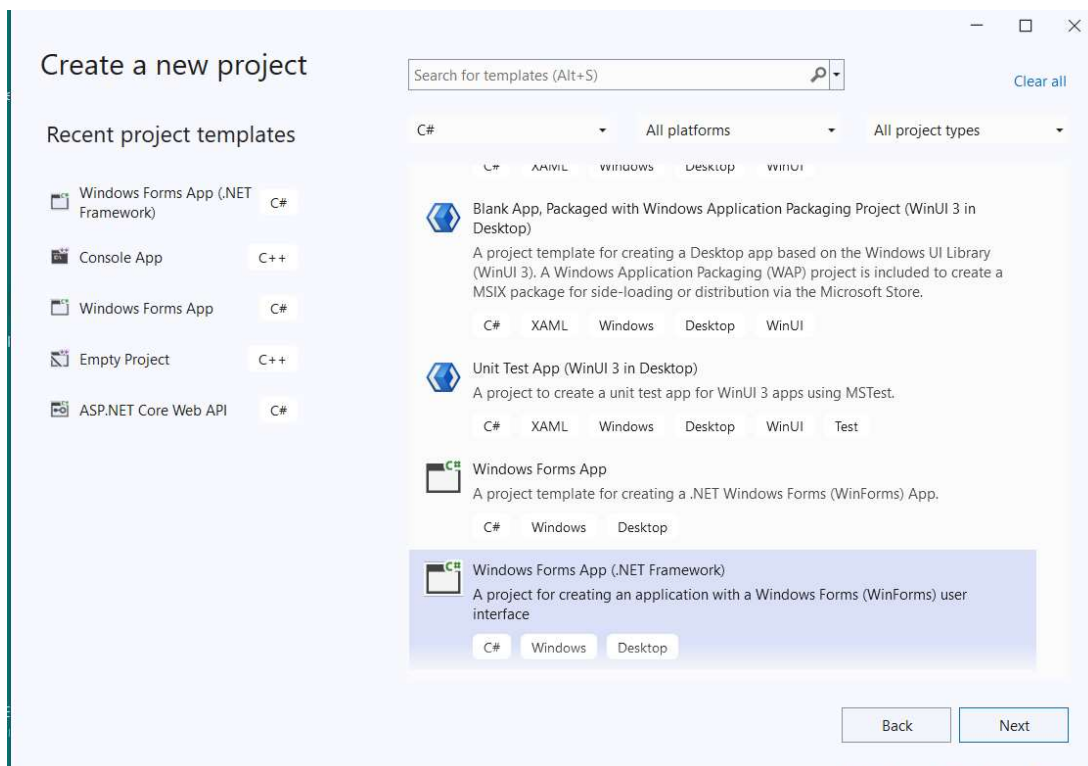 Create a new project
Search for templates (Alt+S)
Clear all
Recent project templates
C#
All platforms
All project types
Windows Forms App (.NET
Framework)
C#
Console App
C++
Windows Forms App
C#
Empty Project
C++
ASP.NET Core Web API
C#
C# XAML Windows Desktop WinUI
Blank App, Packaged with Windows Application Packaging Project (WinUI 3 in
Desktop)
A project template for creating a Desktop app based on the Windows UI Library
(WinUI 3). A Windows Application Packaging (WAP) project is included to create a
MSIX package for side-loading or distribution via the Microsoft Store.
C# XAML Windows Desktop WinUI
Unit Test App (WinUI 3 in Desktop)
A project to create a unit test app for WinUI 3 apps using MSTest.
C# XAML Windows Desktop WinUI Test
Windows Forms App
A project template for creating a .NET Windows Forms (WinForms) App.
C# Windows Desktop
Windows Forms App (.NET Framework)
A project for creating an application with a Windows Forms (WinForms) user
interface
C# Windows Desktop
Back
Next